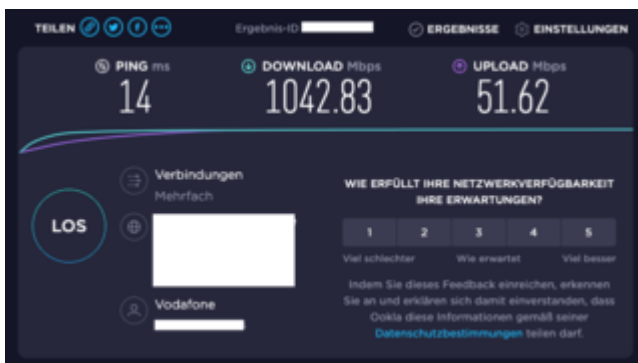 TEILEN
Ergebnis-ID
ERGEBNISSE
EINSTELLUNGEN
PING ms
14
DOWNLOAD Mbps
1042.83
UPLOAD Mbps
51.62
LOS
Verbindungen
Mehrfach
Vodafone
WIE ERFÜLLT IHRE NETZWERKVERFÜGBARKEIT
IHRE ERWARTUNGEN?
1 2 3 4 5
Viel schlechter Wie erwartet Viel besser
Indem Sie dieses Feedback einreichen, erkennen
Sie an und erklären sich damit einverstanden, dass
Ookla diese Informationen gemäß seiner
Datenschutzbestimmungen teilen darf.